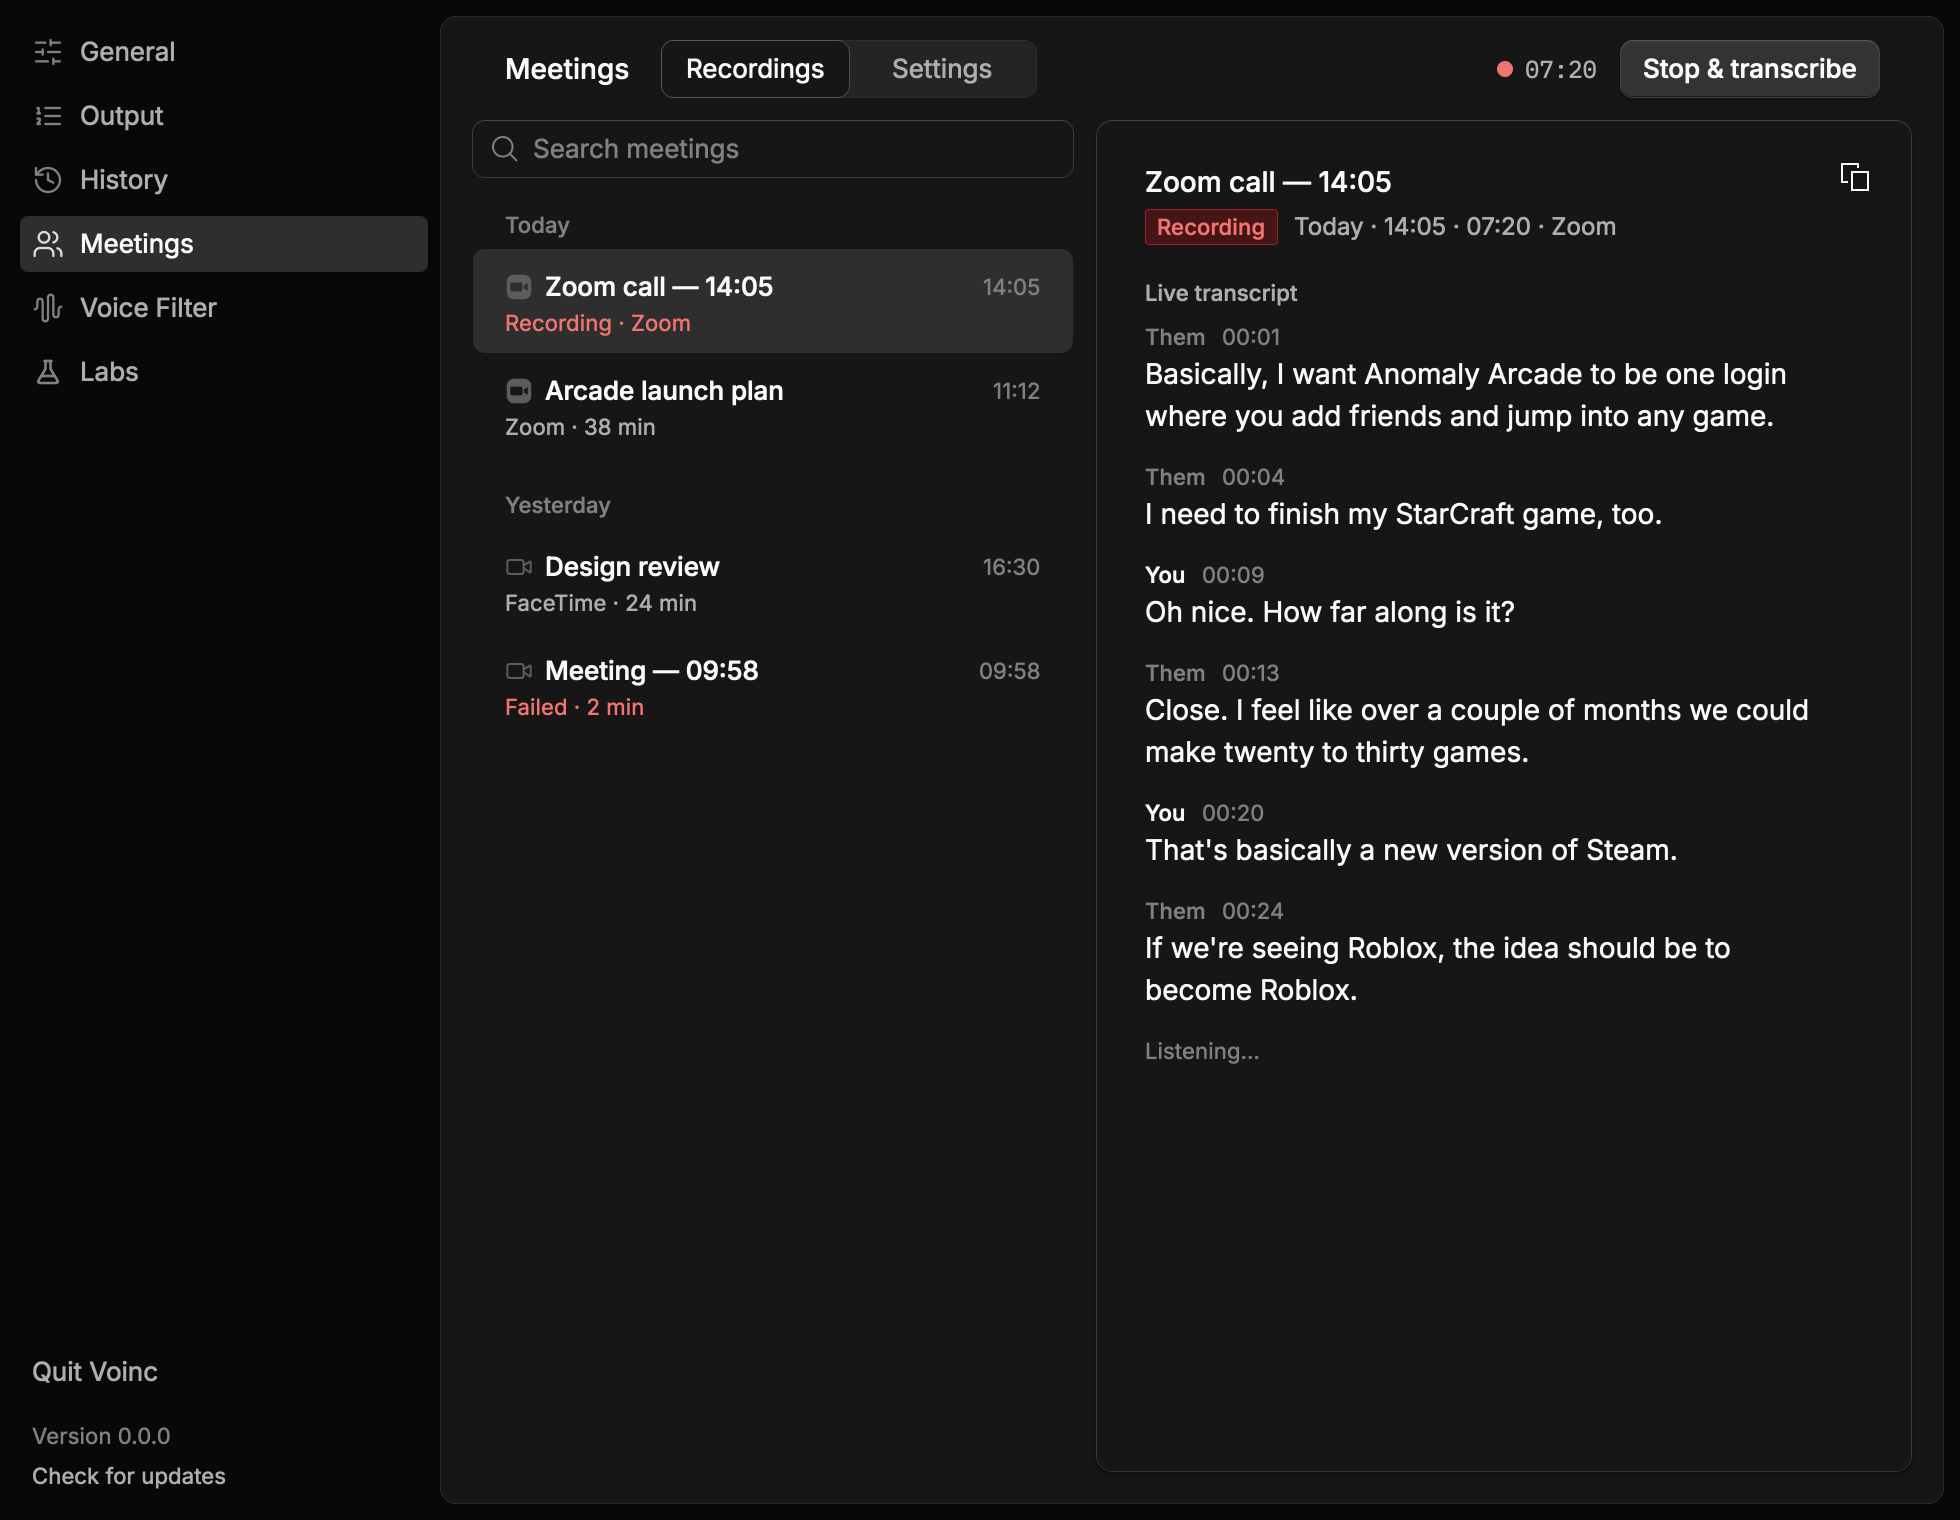 General
Output
History
Meetings
Voice Filter
Labs
Quit Voinc
Version 0.0.0
Check for updates
Meetings
Recordings
Settings
07:20
Stop & transcribe
Search meetings
Today
Zoom call — 14:05
14:05
Recording · Zoom
Arcade launch plan
11:12
Zoom · 38 min
Yesterday
Design review
16:30
FaceTime · 24 min
Meeting — 09:58
09:58
Failed · 2 min
Zoom call — 14:05
Recording
Today · 14:05 · 07:20 · Zoom
Live transcript
Them 00:01
Basically, I want Anomaly Arcade to be one login
where you add friends and jump into any game.
Them 00:04
I need to finish my StarCraft game, too.
You 00:09
Oh nice. How far along is it?
Them 00:13
Close. I feel like over a couple of months we could
make twenty to thirty games.
You 00:20
That's basically a new version of Steam.
Them 00:24
If we're seeing Roblox, the idea should be to
become Roblox.
Listening...